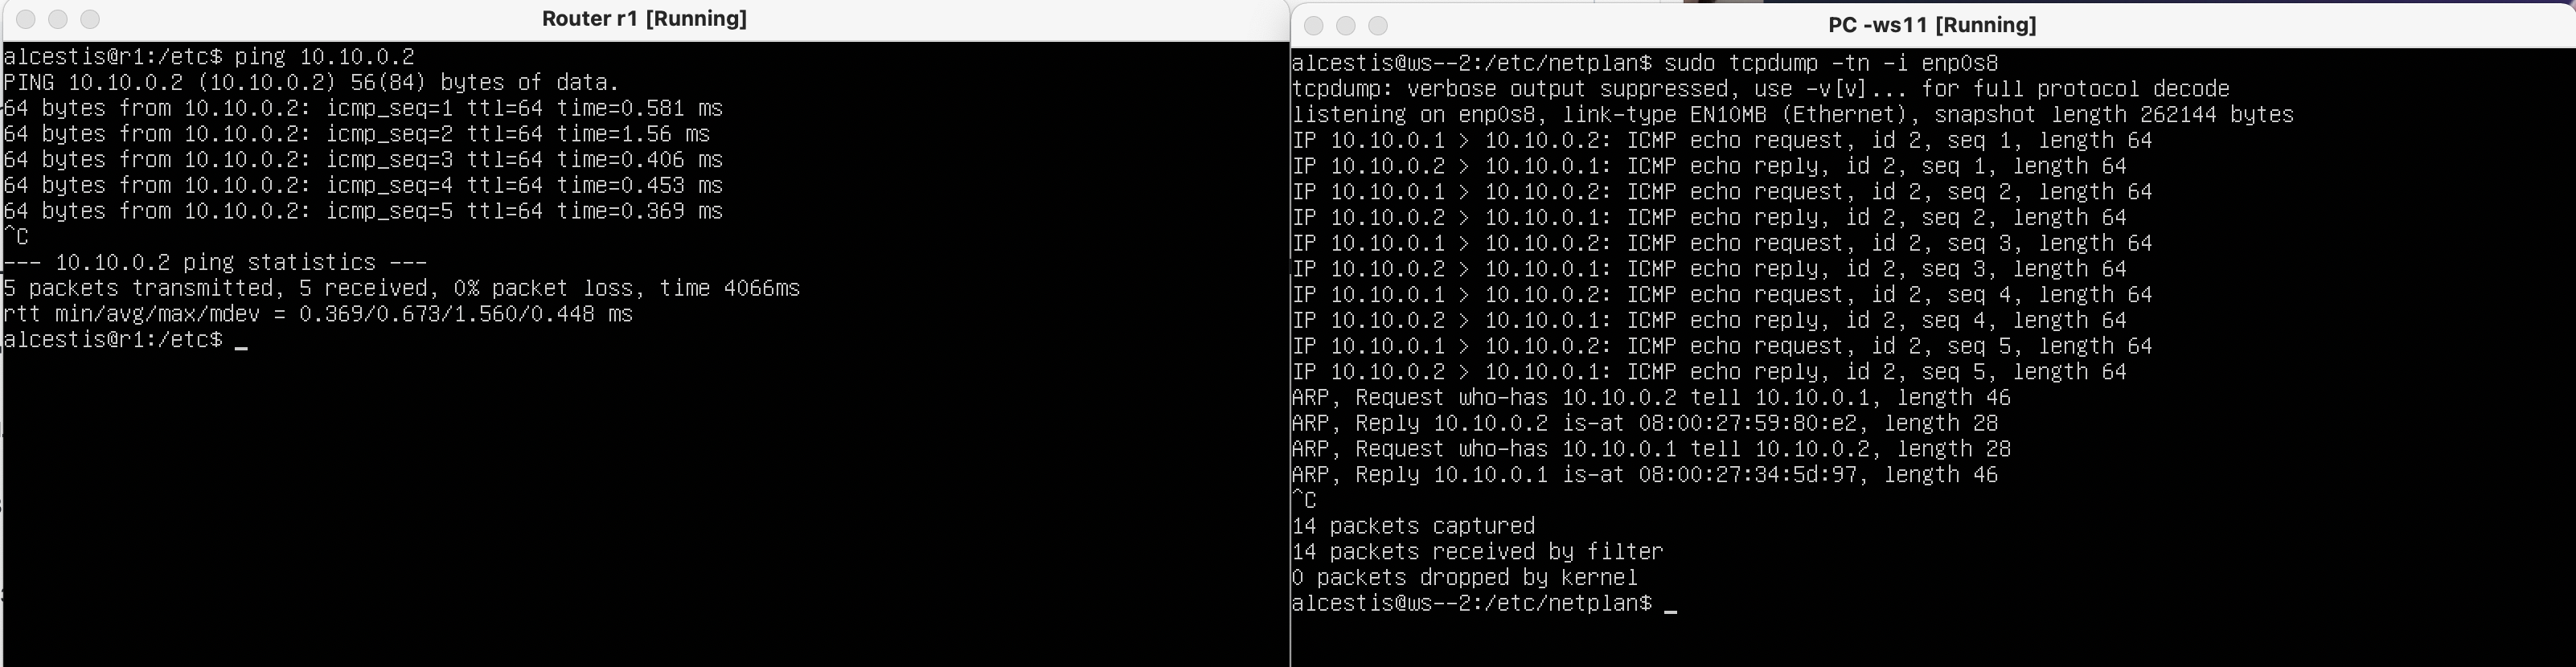 Router r1 [Running]
alcestis@r1:/etc$ ping 10.10.0.2
PING 10.10.0.2 (10.10.0.2) 56(84) bytes of data.
64 bytes from 10.10.0.2: icmp_seq=1 ttl=64 time=0.581 ms
64 bytes from 10.10.0.2: icmp_seq=2 ttl=64 time=1.56 ms
64 bytes from 10.10.0.2: icmp_seq=3 ttl=64 time=0.406 ms
64 bytes from 10.10.0.2: icmp_seq=4 ttl=64 time=0.453 ms
64 bytes from 10.10.0.2: icmp_seq=5 ttl=64 time=0.369 ms
^C
--- 10.10.0.2 ping statistics ---
5 packets transmitted, 5 received, 0% packet loss, time 4066ms
rtt min/avg/max/mdev = 0.369/0.673/1.560/0.448 ms
alcestis@r1:/etc$ _
PC -ws11 [Running]
alcestis@ws--2:/etc/netplan$ sudo tcpdump -tn -i enp0s8
tcpdump: verbose output suppressed, use -v[v]... for full protocol decode
listening on enp0s8, link-type EN10MB (Ethernet), snapshot length 262144 bytes
IP 10.10.0.1 > 10.10.0.2: ICMP echo request, id 2, seq 1, length 64
IP 10.10.0.2 > 10.10.0.1: ICMP echo reply, id 2, seq 1, length 64
IP 10.10.0.1 > 10.10.0.2: ICMP echo request, id 2, seq 2, length 64
IP 10.10.0.2 > 10.10.0.1: ICMP echo reply, id 2, seq 2, length 64
IP 10.10.0.1 > 10.10.0.2: ICMP echo request, id 2, seq 3, length 64
IP 10.10.0.2 > 10.10.0.1: ICMP echo reply, id 2, seq 3, length 64
IP 10.10.0.1 > 10.10.0.2: ICMP echo request, id 2, seq 4, length 64
IP 10.10.0.2 > 10.10.0.1: ICMP echo reply, id 2, seq 4, length 64
IP 10.10.0.1 > 10.10.0.2: ICMP echo request, id 2, seq 5, length 64
IP 10.10.0.2 > 10.10.0.1: ICMP echo reply, id 2, seq 5, length 64
ARP, Request who-has 10.10.0.2 tell 10.10.0.1, length 46
ARP, Reply 10.10.0.2 is-at 08:00:27:59:80:e2, length 28
ARP, Request who-has 10.10.0.1 tell 10.10.0.2, length 28
ARP, Reply 10.10.0.1 is-at 08:00:27:34:5d:97, length 46
^C
14 packets captured
14 packets received by filter
0 packets dropped by kernel
alcestis@ws--2:/etc/netplan$ _